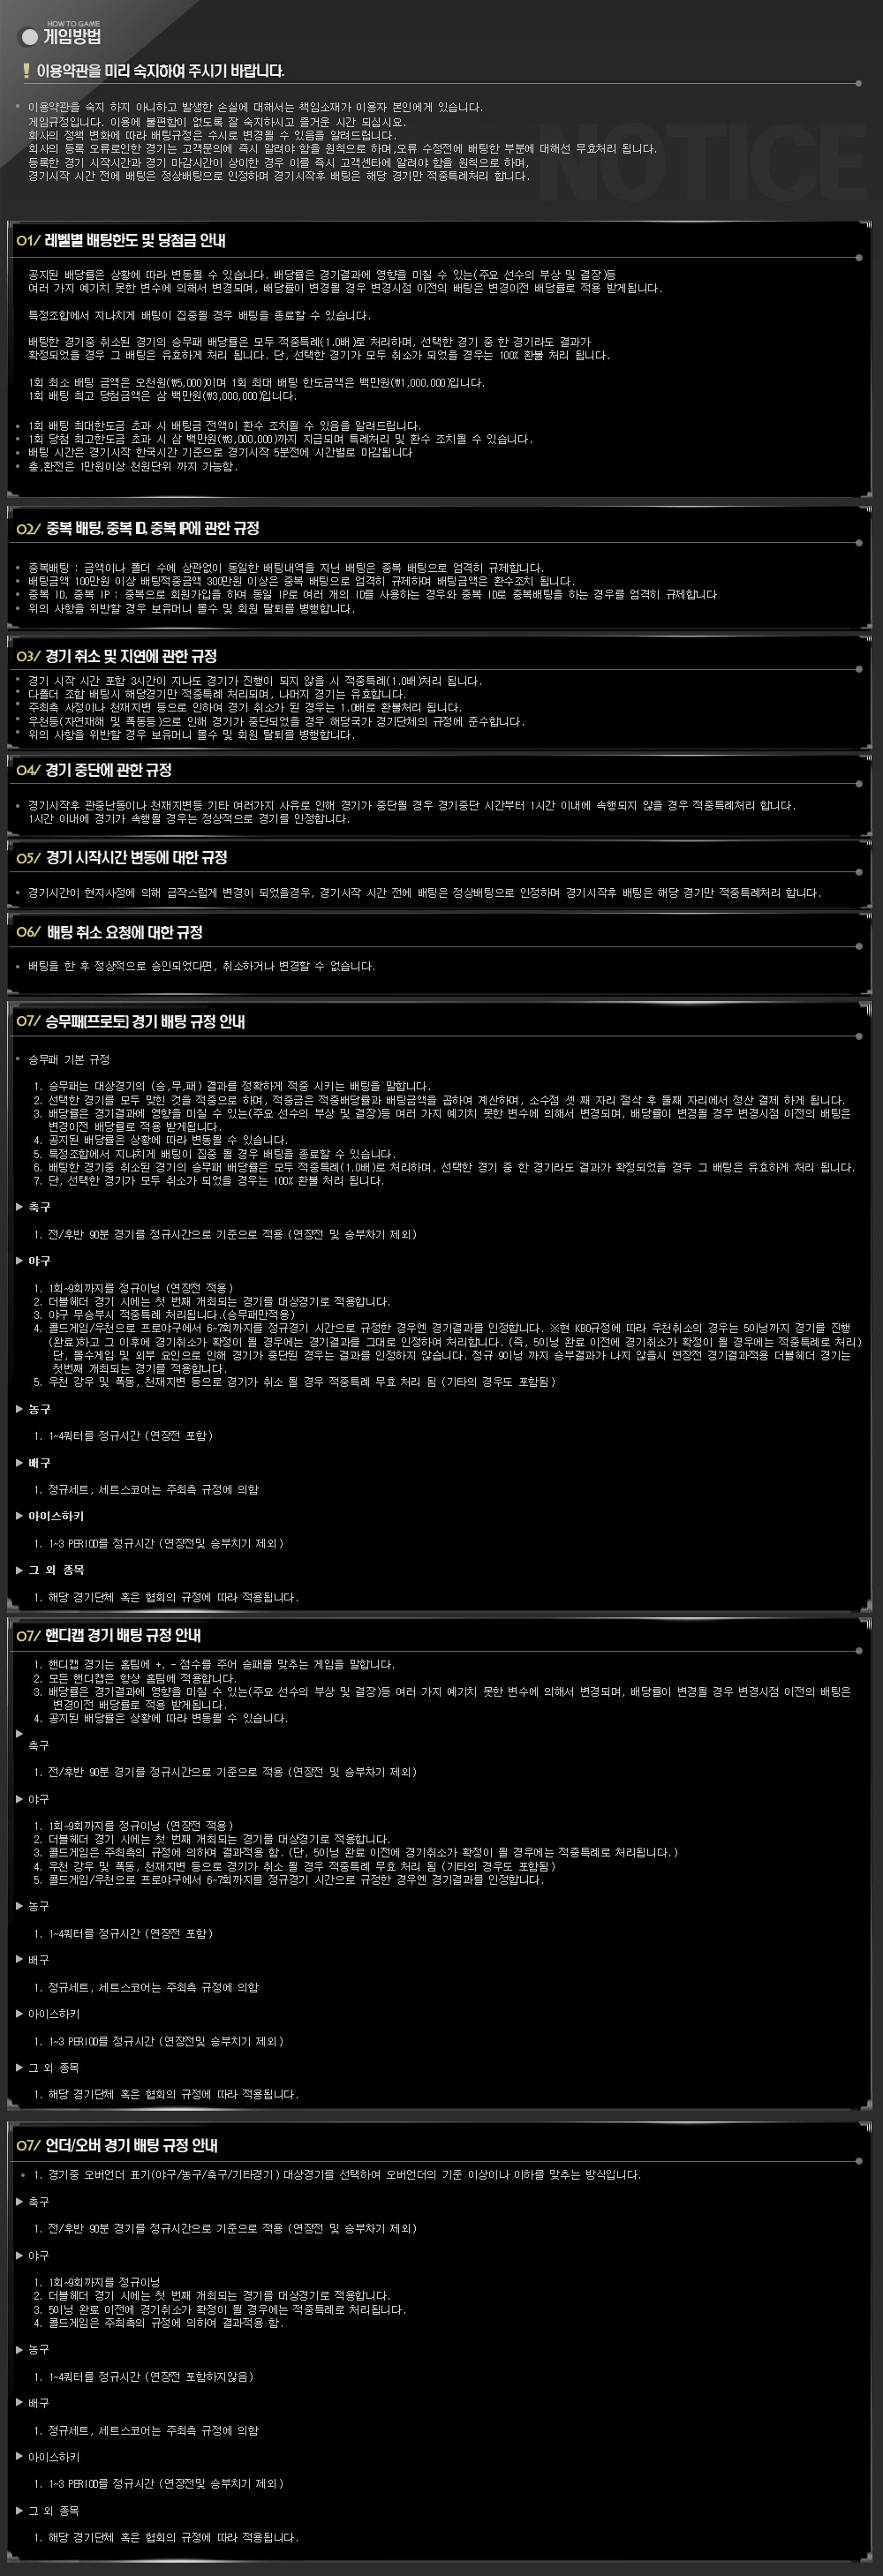 HOW TO GAME
게임방법
! 이용약관을 미리 숙지하여 주시기 바랍니다.
NOTICE
• 이용약관을 숙지 하지 아니하고 발생한 손실에 대해서는 책임소재가 이용자 본인에게 있습니다.
게임규정입니다. 이용에 불편함이 없도록 잘 숙지하시고 즐거운 시간 되십시요.
회사의 정책 변화에 따라 배팅규정은 수시로 변경될 수 있음을 알려드립니다.
회사의 등록 오류로인한 경기는 고객문의에 즉시 알려야 함을 원칙으로 하며,오류 수정전에 배팅한 부분에 대해선 무효처리 됩니다.
등록한 경기 시작시간과 경기 마감시간이 상이한 경우 이를 즉시 고객센타에 알려야 함을 원칙으로 하며,
경기시작 시간 전에 배팅은 정상배팅으로 인정하며 경기시작후 배팅은 해당 경기만 적중특례처리 합니다.
01/ 레벨별 배팅한도 및 당첨금 안내
공지된 배당률은 상황에 따라 변동될 수 있습니다. 배당률은 경기결과에 영향을 미칠 수 있는(주요 선수의 부상 및 결장)등
여러 가지 예기치 못한 변수에 의해서 변경되며, 배당률이 변경될 경우 변경시점 이전의 배팅은 변경이전 배당률로 적용 받게됩니다.
특정조합에서 지나치게 배팅이 집중될 경우 배팅을 종료할 수 있습니다.
배팅한 경기중 취소된 경기의 승무패 배당률은 모두 적중특례(1.0배)로 처리하며, 선택한 경기 중 한 경기라도 결과가
확정되었을 경우 그 배팅은 유효하게 처리 됩니다. 단, 선택한 경기가 모두 취소가 되었을 경우는 100% 환불 처리 됩니다.
1회 최소 배팅 금액은 오천원(₩5,000)이며 1회 최대 배팅 한도금액은 백만원(₩1,000,000)입니다.
1회 배팅 최고 당첨금액은 삼 백만원(₩3,000,000)입니다.
• 1회 배팅 최대한도금 초과 시 배팅금 전액이 환수 조치될 수 있음을 알려드립니다.
• 1회 당첨 최고한도금 초과 시 삼 백만원(₩3,000,000)까지 지급되며 특례처리 및 환수 조치될 수 있습니다.
• 배팅 시간은 경기시작 한국시간 기준으로 경기시작 5분전에 시간별로 마감됩니다
• 충,환전은 1만원이상 천원단위 까지 가능함.
02/ 중복 배팅, 중복 ID, 중복 IP에 관한 규정
• 중복배팅 : 금액이나 폴더 수에 상관없이 동일한 배팅내역을 지닌 배팅은 중복 배팅으로 엄격히 규제합니다.
• 배팅금액 100만원 이상 배팅적중금액 300만원 이상은 중복 배팅으로 엄격히 규제하며 배팅금액은 환수조치 됩니다.
• 중복 ID, 중복 IP : 중복으로 회원가입을 하여 동일 IP로 여러 개의 ID를 사용하는 경우와 중복 ID로 중복배팅을 하는 경우를 엄격히 규제합니다
• 위의 사항을 위반할 경우 보유머니 몰수 및 회원 탈퇴를 병행합니다.
03/ 경기 취소 및 지연에 관한 규정
• 경기 시작 시간 포함 3시간이 지나도 경기가 진행이 되지 않을 시 적중특례(1.0배)처리 됩니다.
• 다폴더 조합 배팅시 해당경기만 적중특례 처리되며, 나머지 경기는 유효합니다.
• 주최측 사정이나 천재지변 등으로 인하여 경기 취소가 된 경우는 1.0배로 환불처리 됩니다.
• 우천등(자연재해 및 폭동등)으로 인해 경기가 중단되었을 경우 해당국가 경기단체의 규정에 준수합니다.
• 위의 사항을 위반할 경우 보유머니 몰수 및 회원 탈퇴를 병행합니다.
04/ 경기 중단에 관한 규정
• 경기시작후 관중난동이나 천재지변등 기타 여러가지 사유로 인해 경기가 중단될 경우 경기중단 시간부터 1시간 이내에 속행되지 않을 경우 적중특례처리 합니다.
1시간 이내에 경기가 속행될 경우는 정상적으로 경기를 인정합니다.
05/ 경기 시작시간 변동에 대한 규정
• 경기시간이 현지사정에 의해 급작스럽게 변경이 되었을경우, 경기시작 시간 전에 배팅은 정상배팅으로 인정하며 경기시작후 배팅은 해당 경기만 적중특례처리 합니다.
06/ 배팅 취소 요청에 대한 규정
• 배팅을 한 후 정상적으로 승인되었다면, 취소하거나 변경할 수 없습니다.
07/ 승무패(프로토) 경기 배팅 규정 안내
• 승무패 기본 규정
1. 승무패는 대상경기의 (승,무,패) 결과를 정확하게 적중 시키는 배팅을 말합니다.
2. 선택한 경기를 모두 맞힌 것을 적중으로 하며, 적중금은 적중배당률과 배팅금액을 곱하여 계산하며, 소수점 셋 째 자리 절삭 후 둘째 자리에서 정산 결제 하게 됩니다.
3. 배당률은 경기결과에 영향을 미칠 수 있는(주요 선수의 부상 및 결장)등 여러 가지 예기치 못한 변수에 의해서 변경되며, 배당률이 변경될 경우 변경시점 이전의 배팅은
변경이전 배당률로 적용 받게됩니다.
4. 공지된 배당률은 상황에 따라 변동될 수 있습니다.
5. 특정조합에서 지나치게 배팅이 집중 될 경우 배팅을 종료할 수 있습니다.
6. 배팅한 경기중 취소된 경기의 승무패 배당률은 모두 적중특례(1.0배)로 처리하며, 선택한 경기 중 한 경기라도 결과가 확정되었을 경우 그 배팅은 유효하게 처리 됩니다.
7. 단, 선택한 경기가 모두 취소가 되었을 경우는 100% 환불 처리 됩니다.
▶ 축구
1. 전/후반 90분 경기를 정규시간으로 기준으로 적용 (연장전 및 승부차기 제외)
▶ 야구
1. 1회~9회까지를 정규이닝 (연장전 적용)
2. 더블헤더 경기 시에는 첫 번째 개최되는 경기를 대상경기로 적용합니다.
3. 야구 무승부시 적중특례 처리됩니다.(승무패만적용)
4. 콜드게임/우천으로 프로야구에서 6~7회까지를 정규경기 시간으로 규정한 경우엔 경기결과를 인정합니다. ※현 KBO규정에 따라 우천취소의 경우는 5이닝까지 경기를 진행
(완료)하고 그 이후에 경기취소가 확정이 될 경우에는 경기결과를 그대로 인정하여 처리합니다. (즉, 5이닝 완료 이전에 경기취소가 확정이 될 경우에는 적중특례로 처리)
단, 몰수게임 및 외부 요인으로 인해 경기가 중단된 경우는 결과를 인정하지 않습니다. 정규 9이닝 까지 승부결과가 나지 않을시 연장전 경기결과적용 더블헤더 경기는
첫번째 개최되는 경기를 적용합니다.
5. 우천 강우 및 폭동, 천재지변 등으로 경기가 취소 될 경우 적중특례 무효 처리 됨 (기타의 경우도 포함됨)
▶ 농구
1. 1~4쿼터를 정규시간 (연장전 포함)
▶ 배구
1. 정규세트, 세트스코어는 주최측 규정에 의함
▶ 아이스하키
1. 1~3 PERIOD를 정규시간 (연장전및 승부치기 제외)
▶ 그 외 종목
1. 해당 경기단체 혹은 협회의 규정에 따라 적용됩니다.
07/ 핸디캡 경기 배팅 규정 안내
1. 핸디캡 경기는 홈팀에 +, - 점수를 주어 승패를 맞추는 게임을 말합니다.
2. 모든 핸디캡은 항상 홈팀에 적용합니다.
3. 배당률은 경기결과에 영향을 미칠 수 있는(주요 선수의 부상 및 결장)등 여러 가지 예기치 못한 변수에 의해서 변경되며, 배당률이 변경될 경우 변경시점 이전의 배팅은
변경이전 배당률로 적용 받게됩니다.
4. 공지된 배당률은 상황에 따라 변동될 수 있습니다.
▶
축구
1. 전/후반 90분 경기를 정규시간으로 기준으로 적용 (연장전 및 승부차기 제외)
▶ 야구
1. 1회~9회까지를 정규이닝 (연장전 적용)
2. 더블헤더 경기 시에는 첫 번째 개최되는 경기를 대상경기로 적용합니다.
3. 콜드게임은 주최측의 규정에 의하여 결과적용 함.(단, 5이닝 완료 이전에 경기취소가 확정이 될 경우에는 적중특례로 처리됩니다.)
4. 우천 강우 및 폭동, 천재지변 등으로 경기가 취소 될 경우 적중특례 무효 처리 됨 (기타의 경우도 포함됨)
5. 콜드게임/우천으로 프로야구에서 6~7회까지를 정규경기 시간으로 규정한 경우엔 경기결과를 인정합니다.
▶ 농구
1. 1~4쿼터를 정규시간 (연장전 포함)
▶ 배구
1. 정규세트, 세트스코어는 주최측 규정에 의함
▶ 아이스하키
1. 1~3 PERIOD를 정규시간 (연장전및 승부치기 제외)
▶ 그 외 종목
1. 해당 경기단체 혹은 협회의 규정에 따라 적용됩니다.
07/ 언더/오버 경기 배팅 규정 안내
• 1. 경기중 오버언더 표기(야구/농구/축구/기타경기) 대상경기를 선택하여 오버언더의 기준 이상이나 이하를 맞추는 방식입니다.
▶ 축구
1. 전/후반 90분 경기를 정규시간으로 기준으로 적용 (연장전 및 승부차기 제외)
▶ 야구
1. 1회~9회까지를 정규이닝
2. 더블헤더 경기 시에는 첫 번째 개최되는 경기를 대상경기로 적용합니다.
3. 5이닝 완료 이전에 경기취소가 확정이 될 경우에는 적중특례로 처리됩니다.
4. 콜드게임은 주최측의 규정에 의하여 결과적용 함.
▶ 농구
1. 1~4쿼터를 정규시간 (연장전 포함하지않음)
▶ 배구
1. 정규세트, 세트스코어는 주최측 규정에 의함
▶ 아이스하키
1. 1~3 PERIOD를 정규시간 (연장전및 승부치기 제외)
▶ 그 외 종목
1. 해당 경기단체 혹은 협회의 규정에 따라 적용됩니다.